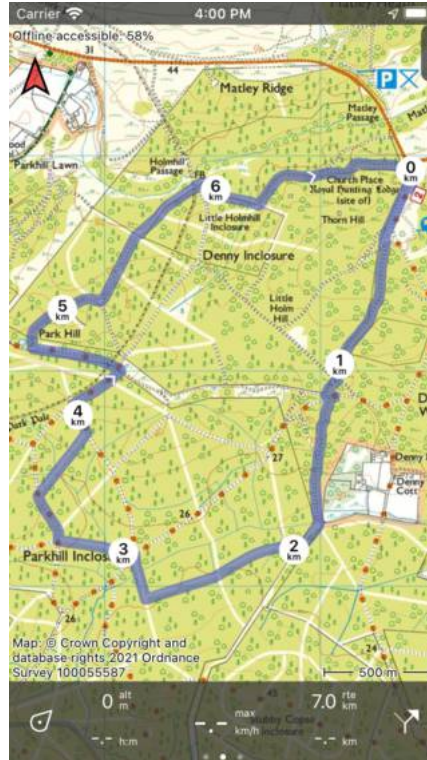 Carrier
4:00 PM
Offline accessible: 58%
31
44
Matley Ridge
P
Matley
Passage
Parkhill Lawn
Holmhill
Passage
FB
6
km
0
km
Church Place
Royal Hunting Lodge
(site of)
2
Little Holmhill
Inclosure
Thorn Hill
Denny Inclosure
5
km
Little
Holm
Hill
Park Hill
1
km
4
km
Dark Dale
27
Denny
Denny
Cott
26
2
km
Parkhill Inclos
3
km
26
24
Map: © Crown Copyright and
database rights 2021 Ordnance
Survey 100055587
500 m
0 alt m
-.- h:m
-.- max km/h
7.0 rte km
-.- km
Inclosure